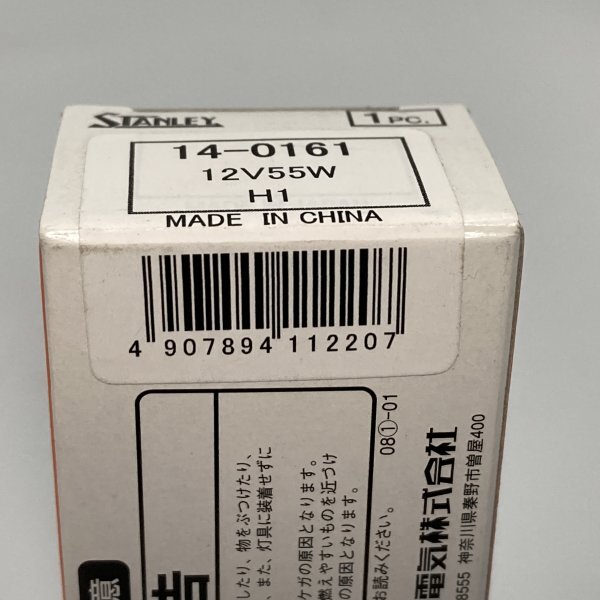 STANLEY
1 PC.
14-0161
12V55W
H1
MADE IN CHINA
4 907894 112207
08①-01
電気株式会社
8555 神奈川県秦野市曽屋400
お読みください。
の原因となります。
燃えやすいものを近づけ
ケガの原因となります。
、また、灯具に装着せずに
したり、物をぶつけたり、
意
告